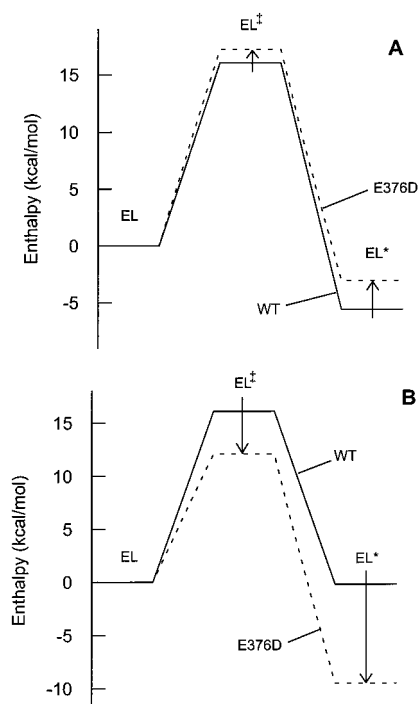 A
EL‡
15
10
5
0
-5
Enthalpy (kcal/mol)
EL
E376D
EL*
WT
B
EL‡
15
10
5
0
-5
-10
Enthalpy (kcal/mol)
WT
EL
EL*
E376D